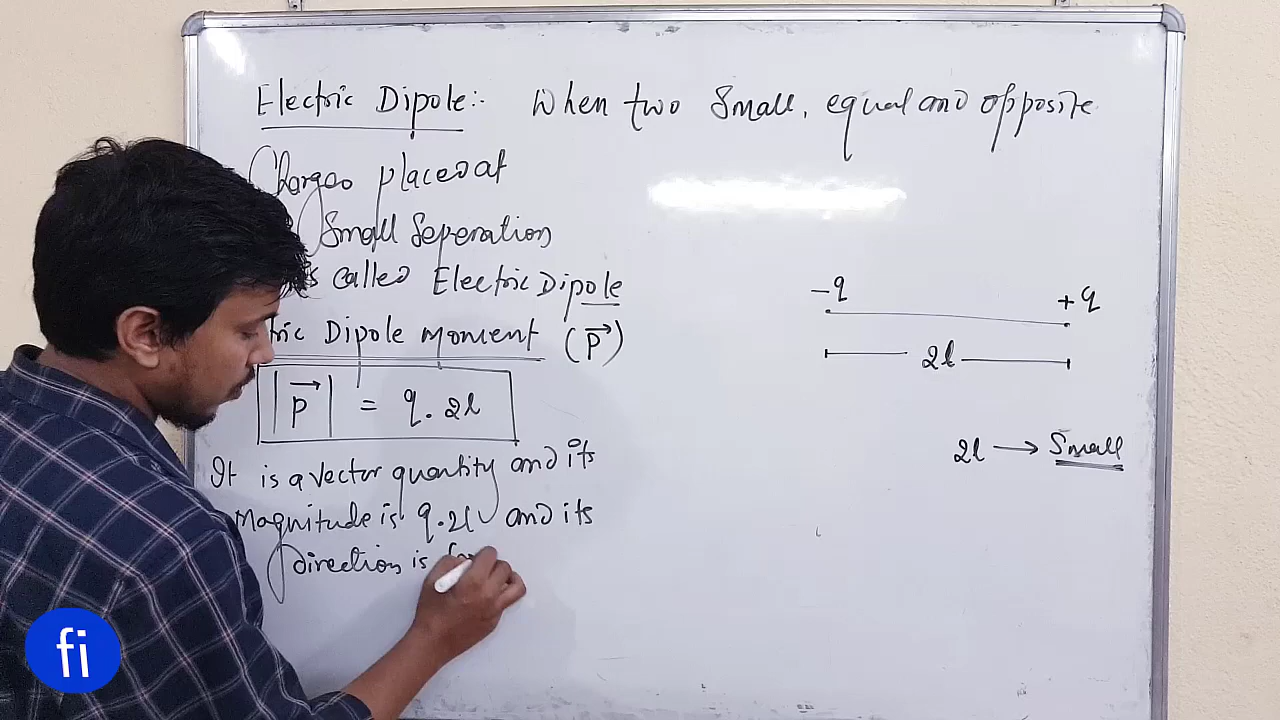 Electric Dipole:- When two Small, equal and opposite
Charges placed at
Small Seperation
is called Electric Dipole
tric Dipole moment (p→)
|p→| = q. 2l
It is a vector quantity and its
Magnitude is q.2l and its
direction is
-q +q
2l
2l → Small
fi